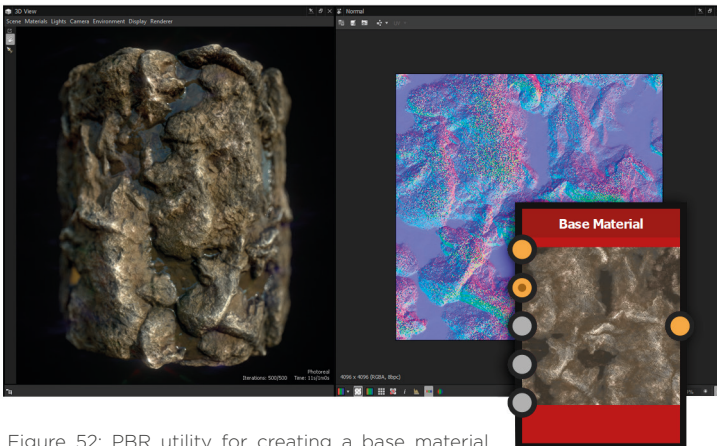 3D View
Scene Materials Lights Camera Environment Display Renderer
Normal
Base Material
Photoreal
Iterations: 500/500 Time: 11s/1m0s
4096 x 4096 (RGBA, 8bpc)
Figure 52: PBR utility for creating a base material